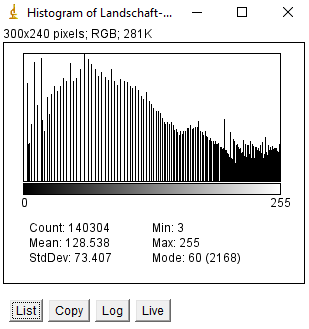 Histogram of Landschaft-...
300x240 pixels; RGB; 281K
0 255
Count: 140304 Min: 3
Mean: 128.538 Max: 255
StdDev: 73.407 Mode: 60 (2168)
List Copy Log Live